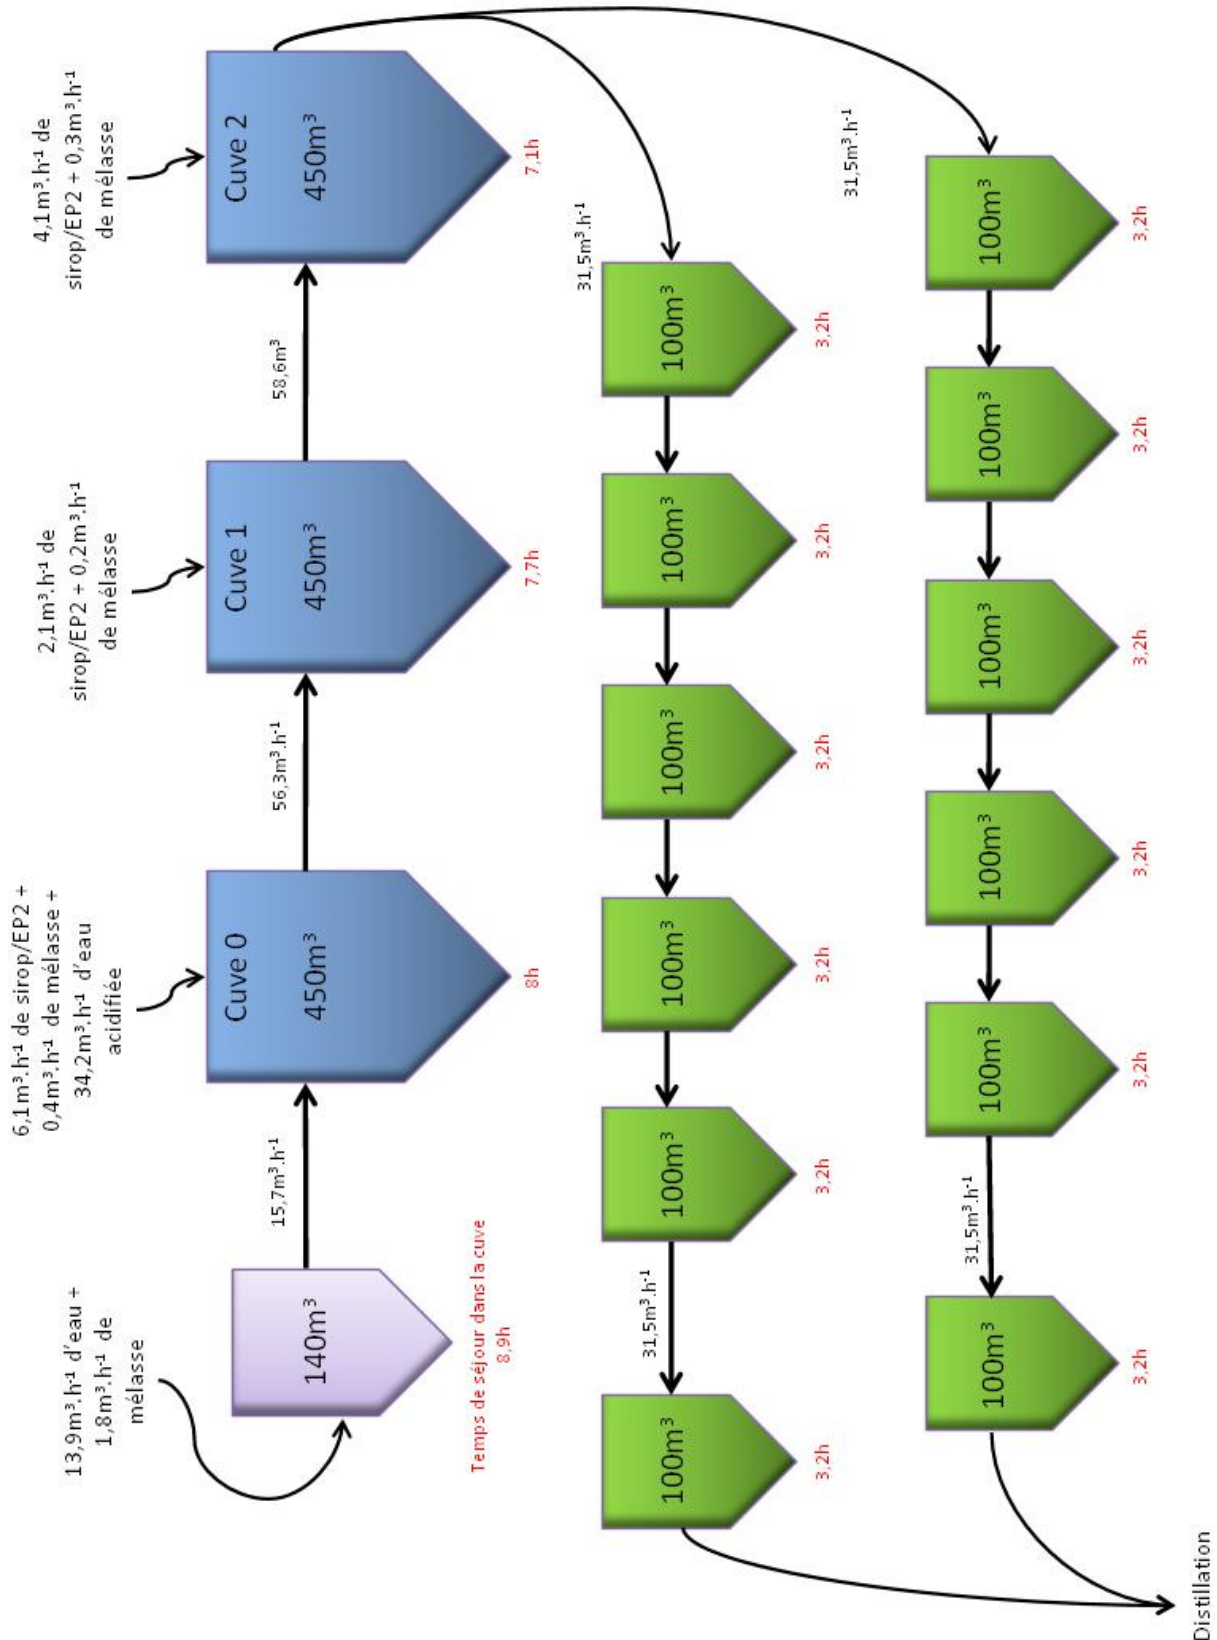 13,9m³.h⁻¹ d'eau +
1,8m³.h⁻¹ de
mélasse
140m³
Temps de séjour dans la cuve
8,9h
15,7m³.h⁻¹
6,1m³.h⁻¹ de sirop/EP2 +
0,4m³.h⁻¹ de mélasse +
34,2m³.h⁻¹ d'eau
acidifiée
Cuve 0
450m³
8h
56,3m³.h⁻¹
2,1m³.h⁻¹ de
sirop/EP2 + 0,2m³.h⁻¹
de mélasse
Cuve 1
450m³
7,7h
58,6m³
4,1m³.h⁻¹ de
sirop/EP2 + 0,3m³.h⁻¹
de mélasse
Cuve 2
450m³
7,1h
31,5m³.h⁻¹
100m³
3,2h
100m³
3,2h
100m³
3,2h
100m³
3,2h
100m³
3,2h
31,5m³.h⁻¹
100m³
3,2h
31,5m³.h⁻¹
100m³
3,2h
100m³
3,2h
100m³
3,2h
100m³
3,2h
100m³
3,2h
31,5m³.h⁻¹
100m³
3,2h
Distillation